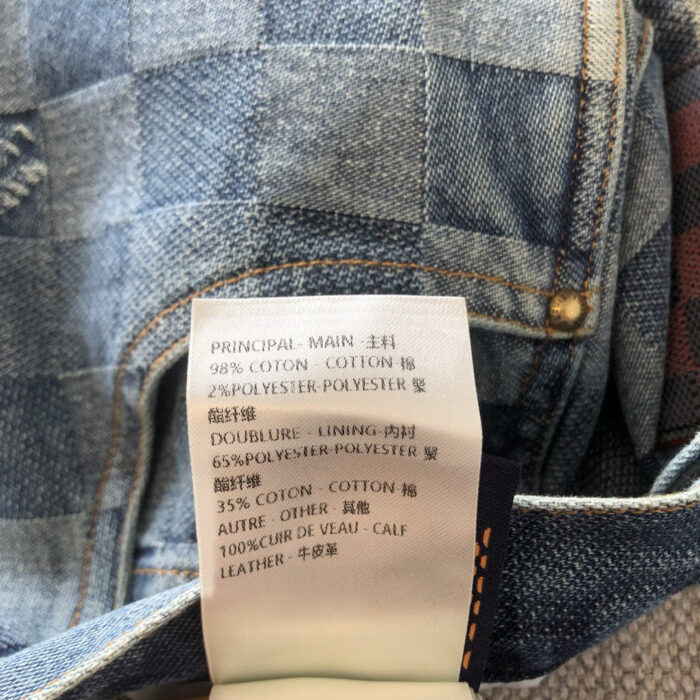 PRINCIPAL- MAIN -主料
98% COTON - COTTON-棉
2%POLYESTER-POLYESTER-聚
酯纤维
DOUBLURE - LINING-内衬
65%POLYESTER-POLYESTER-聚
酯纤维
35% COTON - COTTON-棉
AUTRE - OTHER - 其他
100%CUIR DE VEAU - CALF
LEATHER - 牛皮革